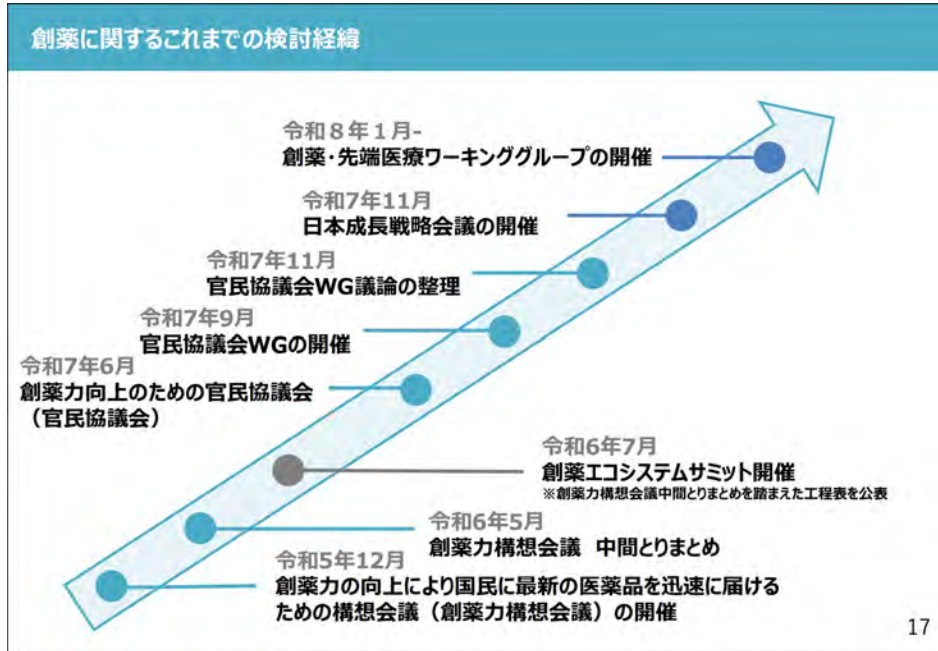 創薬に関するこれまでの検討経緯
令和８年１月-
創薬・先端医療ワーキンググループの開催
令和7年11月
日本成長戦略会議の開催
令和7年11月
官民協議会WG議論の整理
令和7年9月
官民協議会WGの開催
令和7年6月
創薬力向上のための官民協議会
（官民協議会）
令和6年7月
創薬エコシステムサミット開催
※創薬力構想会議中間とりまとめを踏まえた工程表を公表
令和6年5月
創薬力構想会議　中間とりまとめ
令和5年12月
創薬力の向上により国民に最新の医薬品を迅速に届ける
ための構想会議（創薬力構想会議）の開催
17